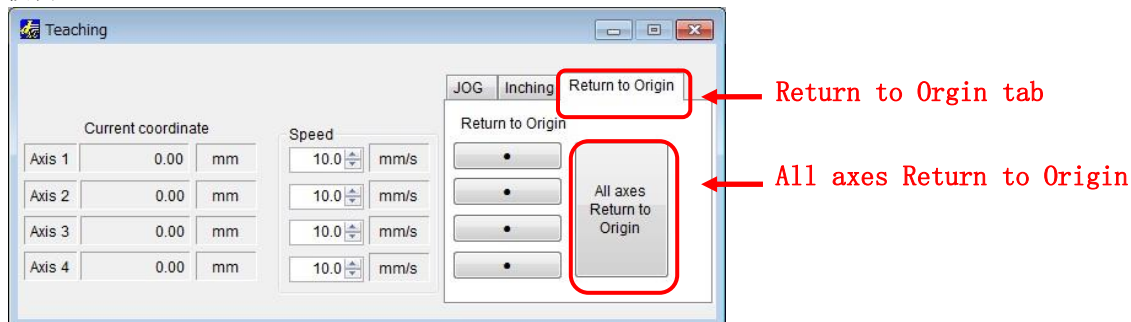 Teaching
JOG Inching Return to Origin
Return to Orgin tab
Current coordinate Speed Return to Origin
Axis 1 0.00 mm 10.0 mm/s ●
Axis 2 0.00 mm 10.0 mm/s ●
Axis 3 0.00 mm 10.0 mm/s ●
Axis 4 0.00 mm 10.0 mm/s ●
All axes
Return to
Origin
All axes Return to Origin